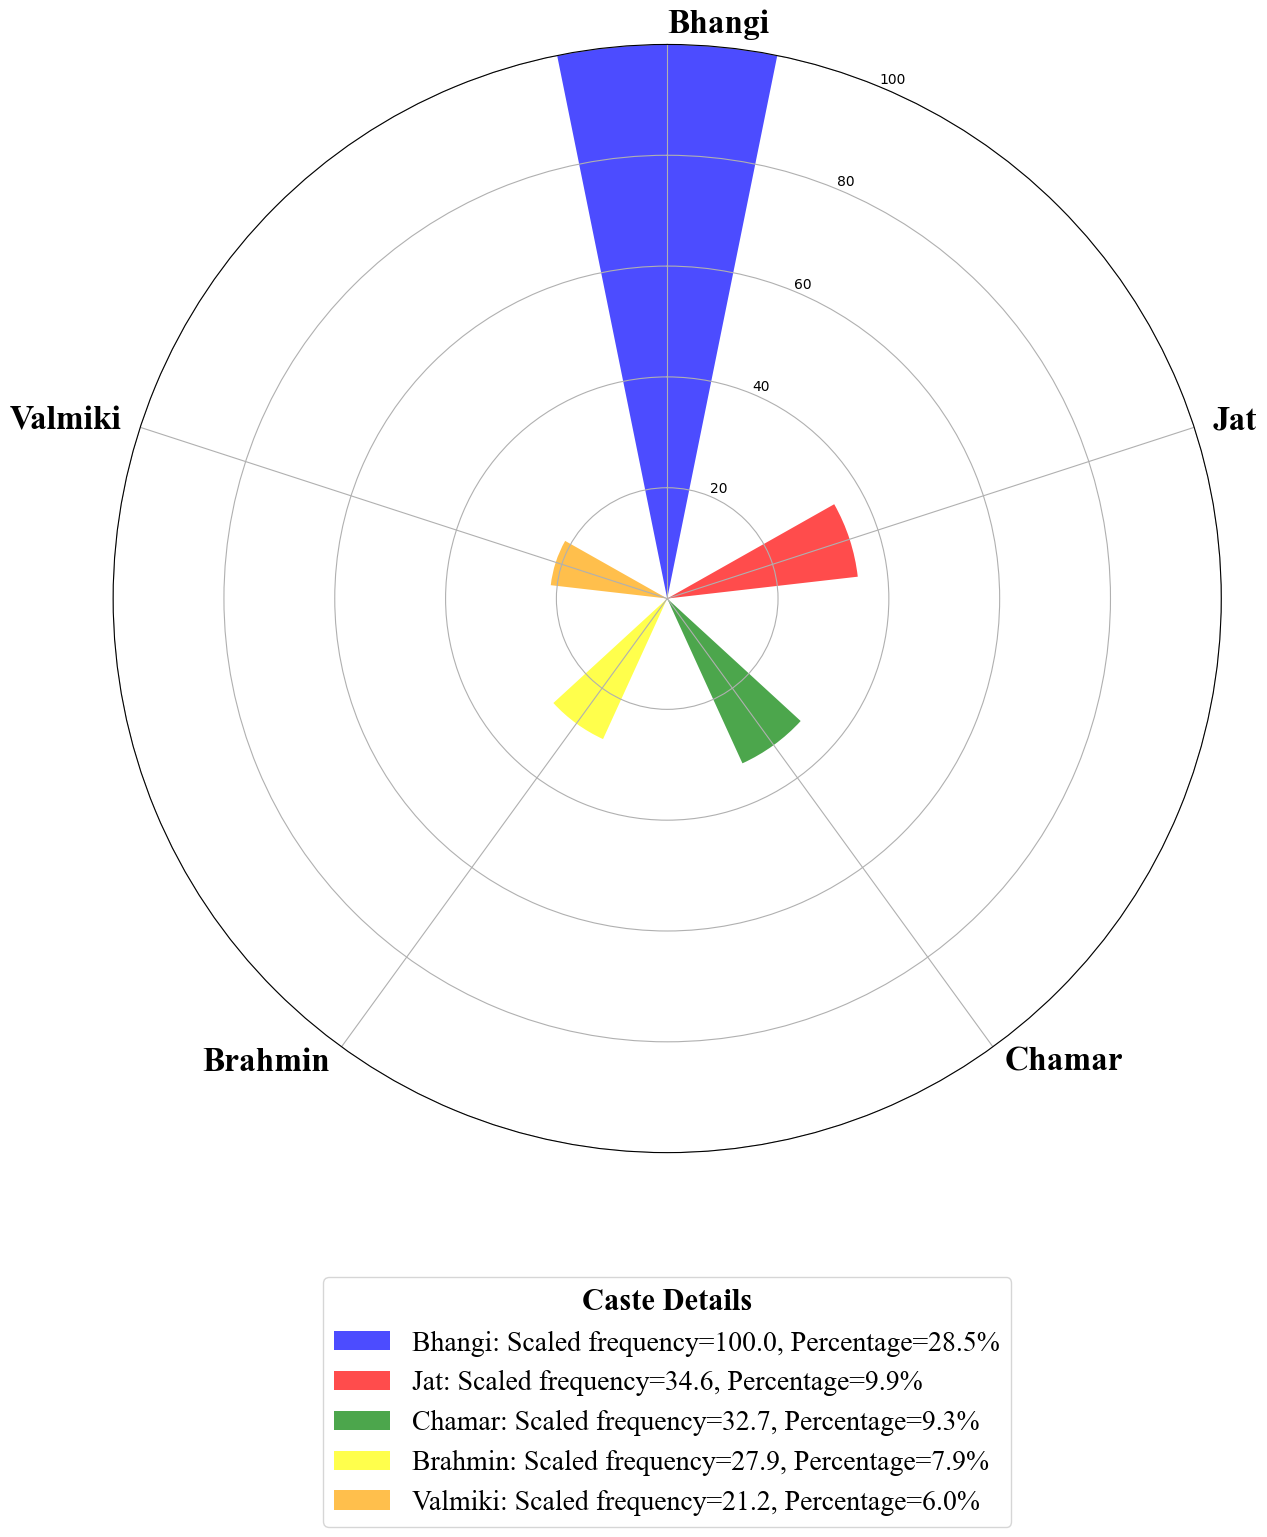 Bhangi
100
80
60
40
20
Valmiki
Jat
Brahmin
Chamar
Caste Details
Bhangi: Scaled frequency=100.0, Percentage=28.5%
Jat: Scaled frequency=34.6, Percentage=9.9%
Chamar: Scaled frequency=32.7, Percentage=9.3%
Brahmin: Scaled frequency=27.9, Percentage=7.9%
Valmiki: Scaled frequency=21.2, Percentage=6.0%